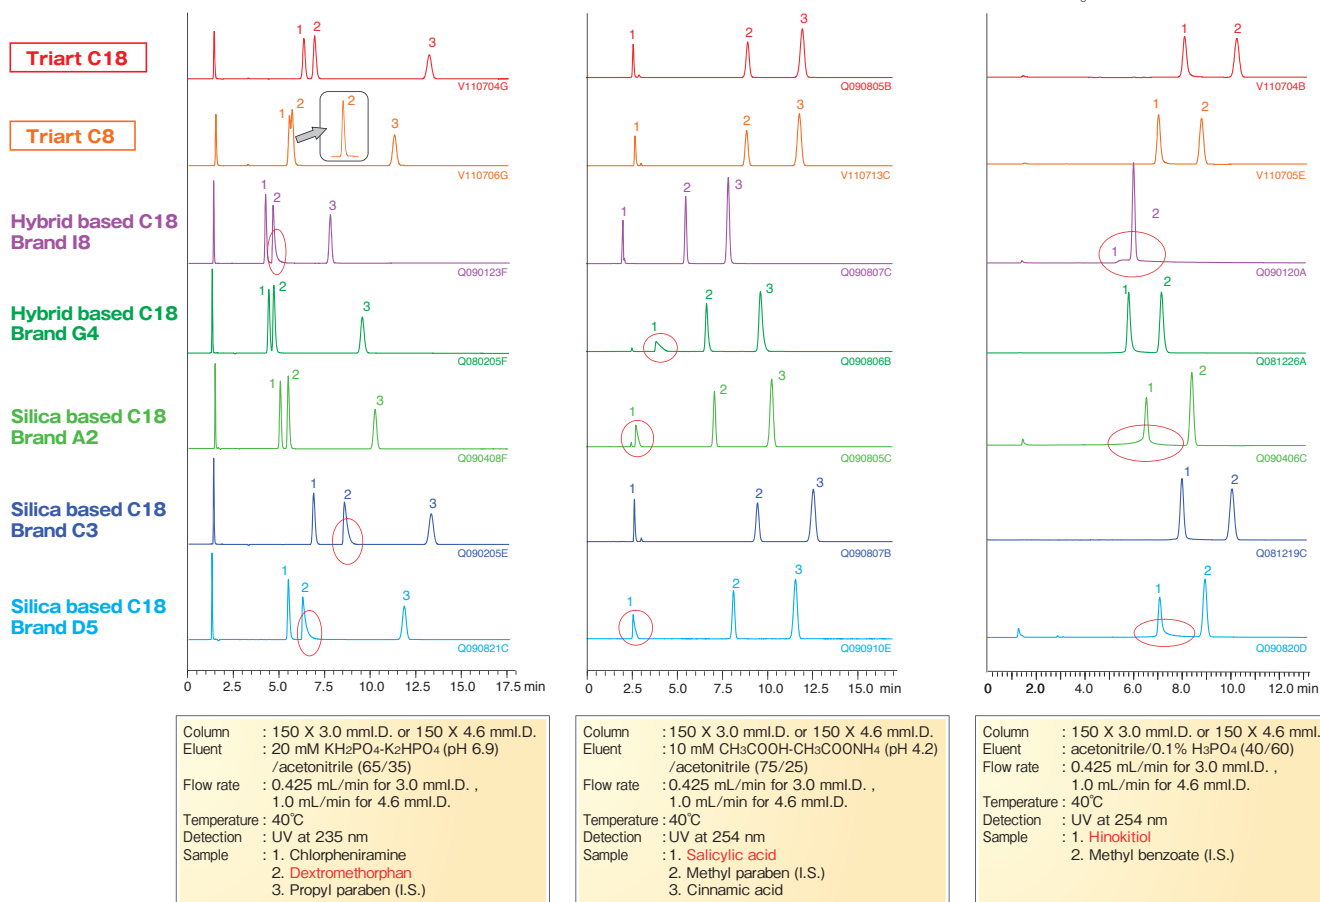 Triart C18
1 2 3
V110704G
1 2 3
Q090805B
1 2
V110704B
Triart C8
1 2 2 3
V110706G
1 2 3
V110713C
1 2
V110705E
Hybrid based C18
Brand I8
1 2 3
Q090123F
1 2 3
Q090807C
1 2
Q090120A
Hybrid based C18
Brand G4
1 2 3
Q080205F
1 2 3
Q090806B
1 2
Q081226A
Silica based C18
Brand A2
1 2 3
Q090408F
1 2 3
Q090805C
1 2
Q090406C
Silica based C18
Brand C3
1 2 3
Q090205E
1 2 3
Q090807B
1 2
Q081219C
Silica based C18
Brand D5
1 2 3
Q090821C
1 2 3
Q090910E
1 2
Q090820D
0 2.5 5.0 7.5 10.0 12.5 15.0 17.5 min
0 2.5 5.0 7.5 10.0 12.5 15.0 min
0 2.0 4.0 6.0 8.0 10.0 12.0 min
Column : 150 X 3.0 mmI.D. or 150 X 4.6 mmI.D.
Eluent : 20 mM KH₂PO₄-K₂HPO₄ (pH 6.9)
/acetonitrile (65/35)
Flow rate : 0.425 mL/min for 3.0 mmI.D. ,
1.0 mL/min for 4.6 mmI.D.
Temperature : 40℃
Detection : UV at 235 nm
Sample : 1. Chlorpheniramine
2. Dextromethorphan
3. Propyl paraben (I.S.)
Column : 150 X 3.0 mmI.D. or 150 X 4.6 mmI.D.
Eluent : 10 mM CH₃COOH-CH₃COONH₄ (pH 4.2)
/acetonitrile (75/25)
Flow rate : 0.425 mL/min for 3.0 mmI.D. ,
1.0 mL/min for 4.6 mmI.D.
Temperature : 40℃
Detection : UV at 254 nm
Sample : 1. Salicylic acid
2. Methyl paraben (I.S.)
3. Cinnamic acid
Column : 150 X 3.0 mmI.D. or 150 X 4.6 mmI.
Eluent : acetonitrile/0.1% H₃PO₄ (40/60)
Flow rate : 0.425 mL/min for 3.0 mmI.D. ,
1.0 mL/min for 4.6 mmI.D.
Temperature : 40℃
Detection : UV at 254 nm
Sample : 1. Hinokitiol
2. Methyl benzoate (I.S.)